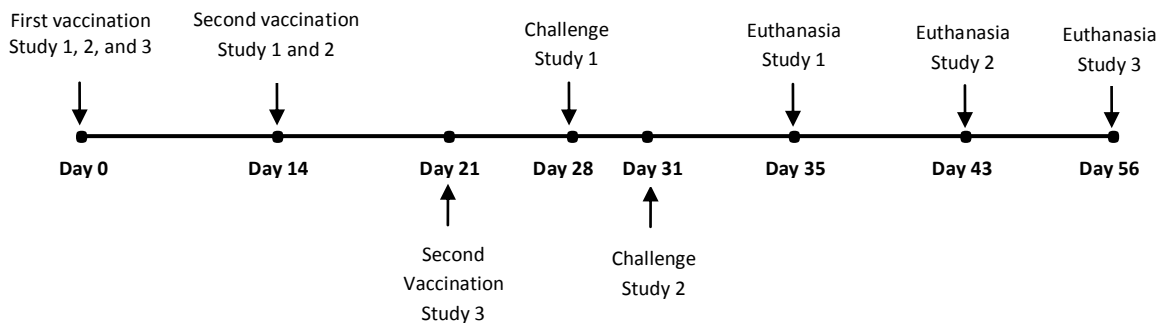 First vaccination
Study 1, 2, and 3
Second vaccination
Study 1 and 2
Challenge
Study 1
Euthanasia
Study 1
Euthanasia
Study 2
Euthanasia
Study 3
Day 0
Day 14
Day 21
Day 28
Day 31
Day 35
Day 43
Day 56
Second
Vaccination
Study 3
Challenge
Study 2